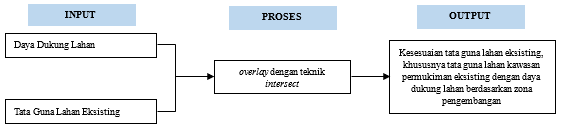 INPUT
PROSES
OUTPUT
Daya Dukung Lahan
Tata Guna Lahan Eksisting
overlay dengan teknik
intersect
Kesesuaian tata guna lahan eksisting,
khususnya tata guna lahan kawasan
permukiman eksisting dengan daya
dukung lahan berdasarkan zona
pengembangan